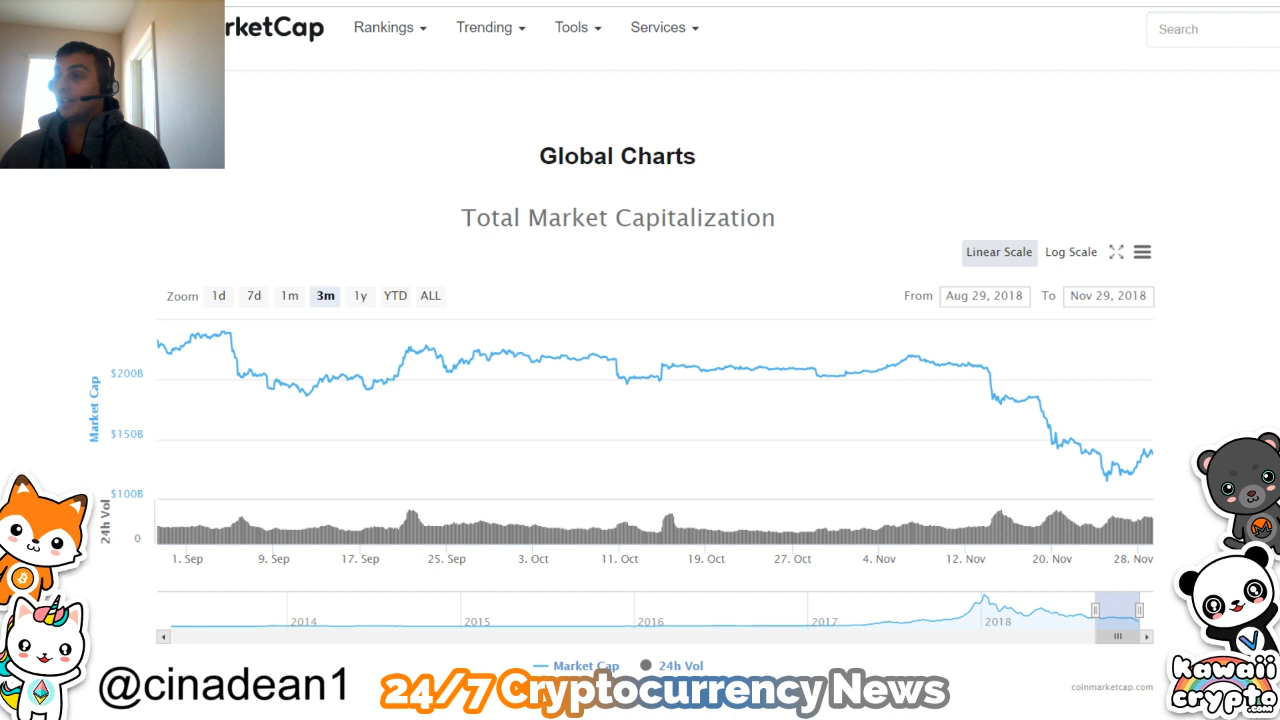 rketCap
Rankings
Trending
Tools
Services
Search
Global Charts
Total Market Capitalization
Linear Scale
Log Scale
Zoom 1d 7d 1m 3m 1y YTD ALL
From Aug 29, 2018 To Nov 29, 2018
Market Cap
$200B
$150B
$100B
24h Vol
0
1. Sep 9. Sep 17. Sep 25. Sep 3. Oct 11. Oct 19. Oct 27. Oct 4. Nov 12. Nov 20. Nov 28. Nov
2014 2015 2016 2017 2018
Market Cap 24h Vol
coinmarketcap.com
@cinadean1
24/7 Cryptocurrency News
kawaii
crypto
.com